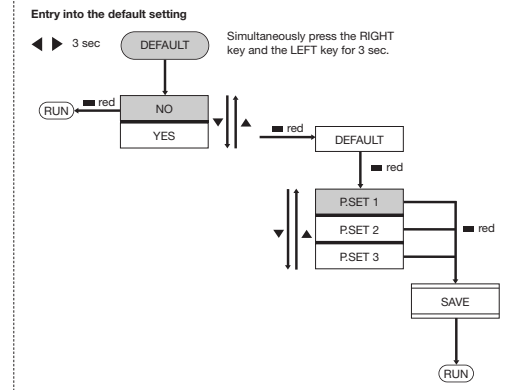 Entry into the default setting
3 sec
DEFAULT
Simultaneously press the RIGHT
key and the LEFT key for 3 sec.
RUN
red
NO
YES
red
DEFAULT
red
P.SET 1
P.SET 2
P.SET 3
red
SAVE
RUN